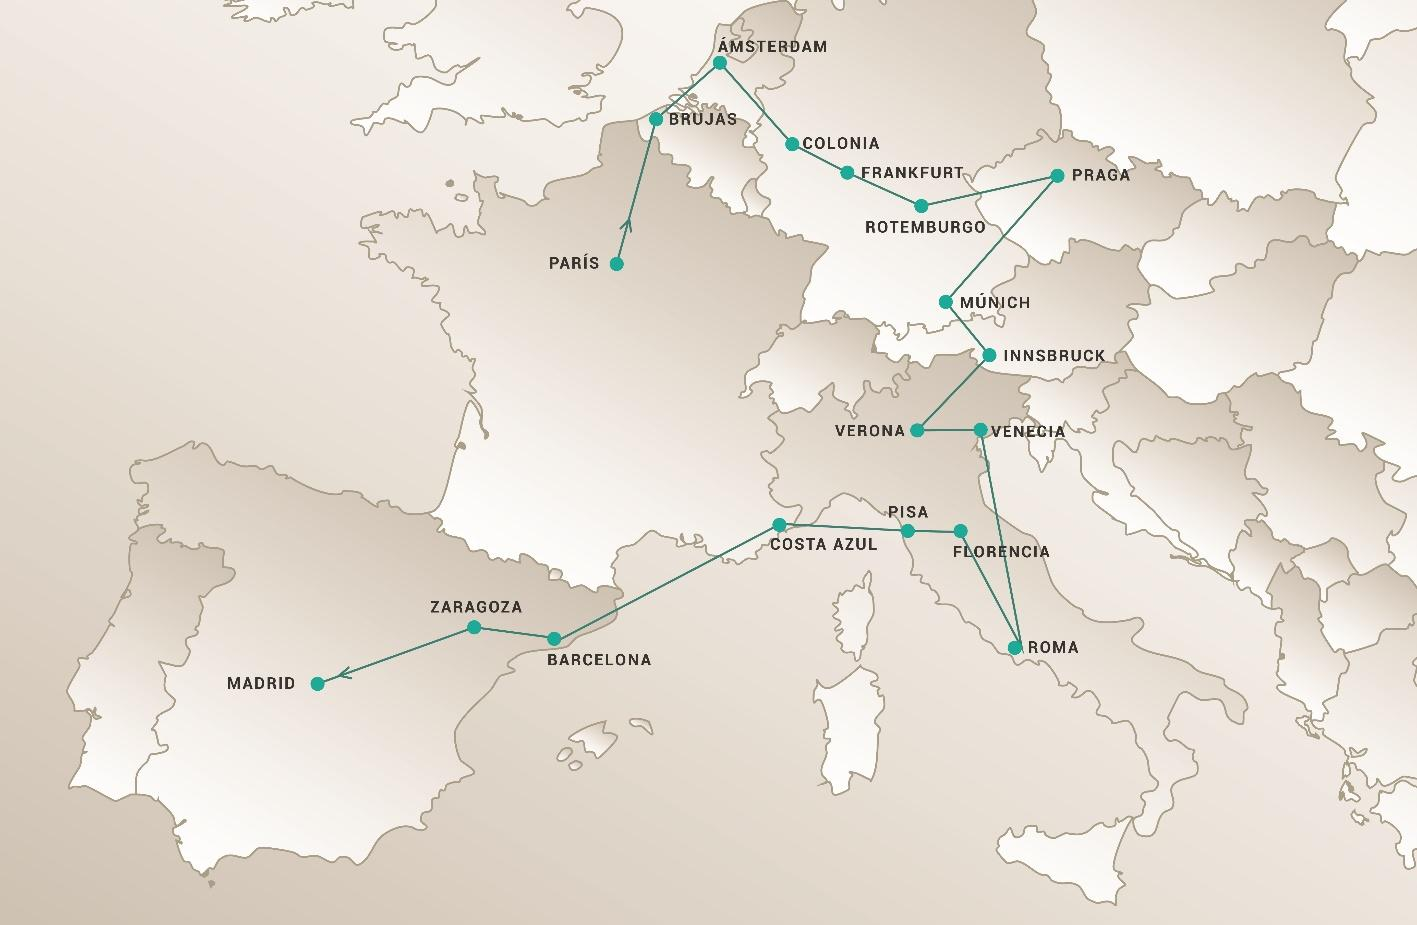 ÁMSTERDAM
BRUJAS
COLONIA
FRANKFURT
PRAGA
ROTEMBURGO
PARÍS
MÚNICH
INNSBRUCK
VERONA
VENECIA
PISA
COSTA AZUL
FLORENCIA
ZARAGOZA
ROMA
BARCELONA
MADRID